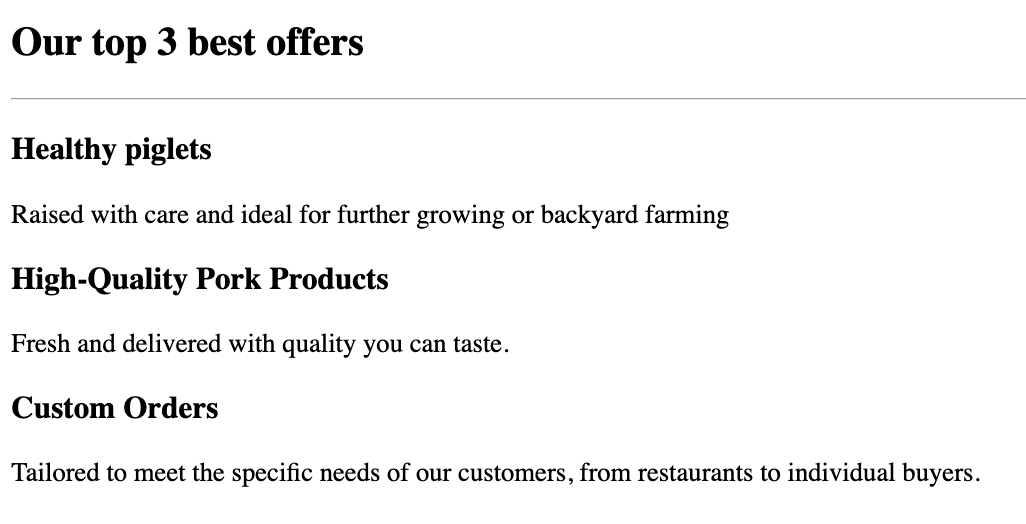 Our top 3 best offers
Healthy piglets
Raised with care and ideal for further growing or backyard farming
High-Quality Pork Products
Fresh and delivered with quality you can taste.
Custom Orders
Tailored to meet the specific needs of our customers, from restaurants to individual buyers.